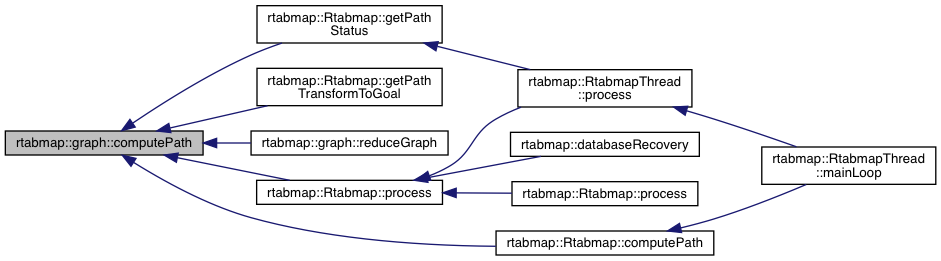 rtabmap::Rtabmap::getPath
Status
rtabmap::Rtabmap::getPath
TransformToGoal
rtabmap::RtabmapThread
::process
rtabmap::graph::computePath
rtabmap::graph::reduceGraph
rtabmap::databaseRecovery
rtabmap::RtabmapThread
::mainLoop
rtabmap::Rtabmap::process
rtabmap::Rtabmap::process
rtabmap::Rtabmap::computePath